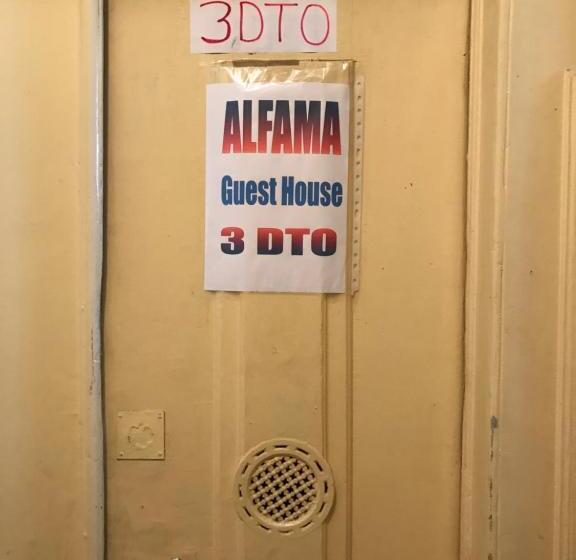 3DTO
ALFAMA
Guest House
3 DTO